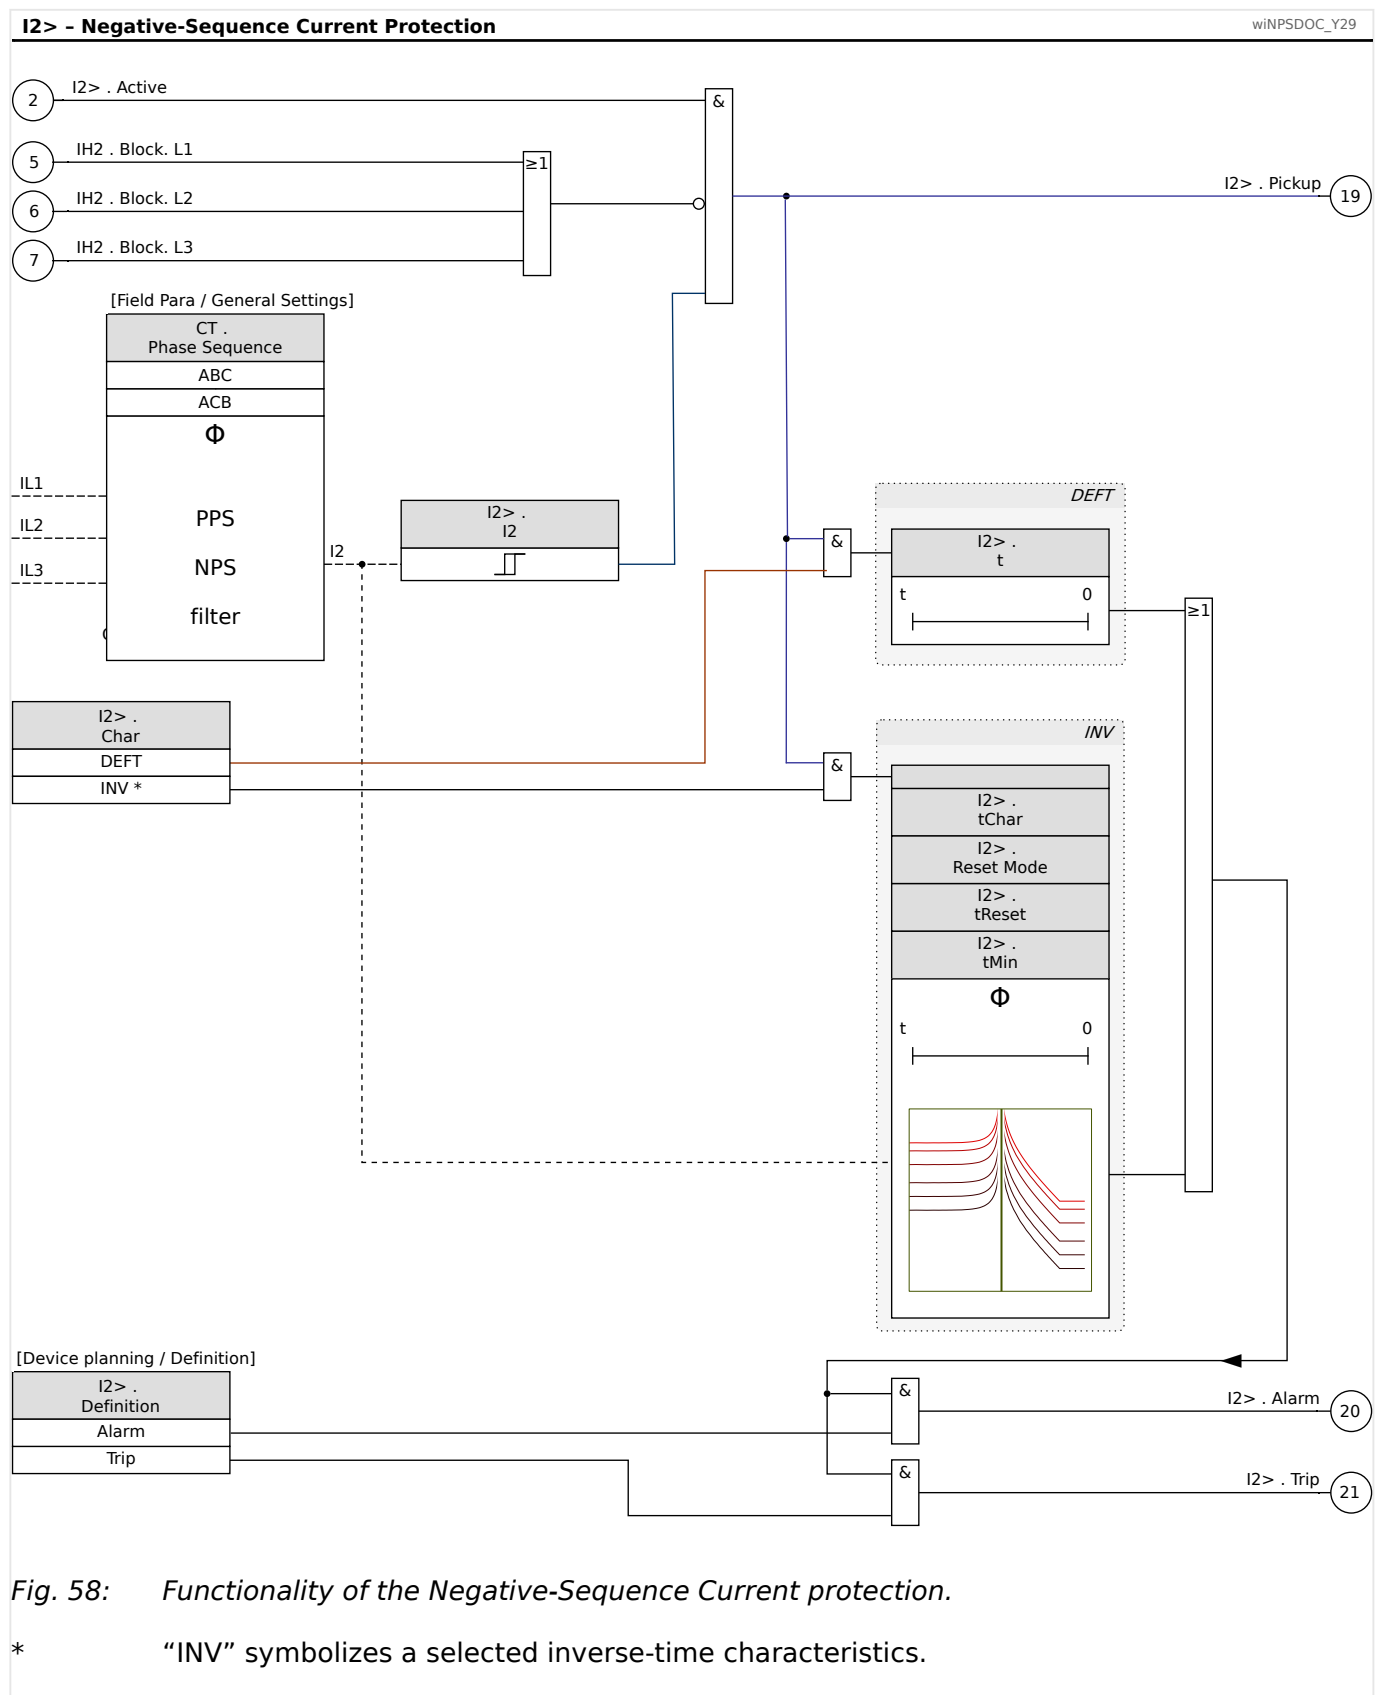 I2> – Negative-Sequence Current Protection
wiNPSDOC_Y29
2
I2> . Active
&
5
IH2 . Block. L1
≥1
6
IH2 . Block. L2
7
IH2 . Block. L3
I2> . Pickup
19
[Field Para / General Settings]
CT .
Phase Sequence
ABC
ACB
Φ
IL1
IL2
IL3
PPS
NPS
filter
I2
I2> .
I2
&
DEFT
I2> .
t
t 0
≥1
I2> .
Char
DEFT
INV *
&
INV
I2> .
tChar
I2> .
Reset Mode
I2> .
tReset
I2> .
tMin
Φ
t 0
[Device planning / Definition]
I2> .
Definition
Alarm
Trip
&
I2> . Alarm
20
&
I2> . Trip
21
Fig. 58: Functionality of the Negative-Sequence Current protection.
* “INV” symbolizes a selected inverse-time characteristics.